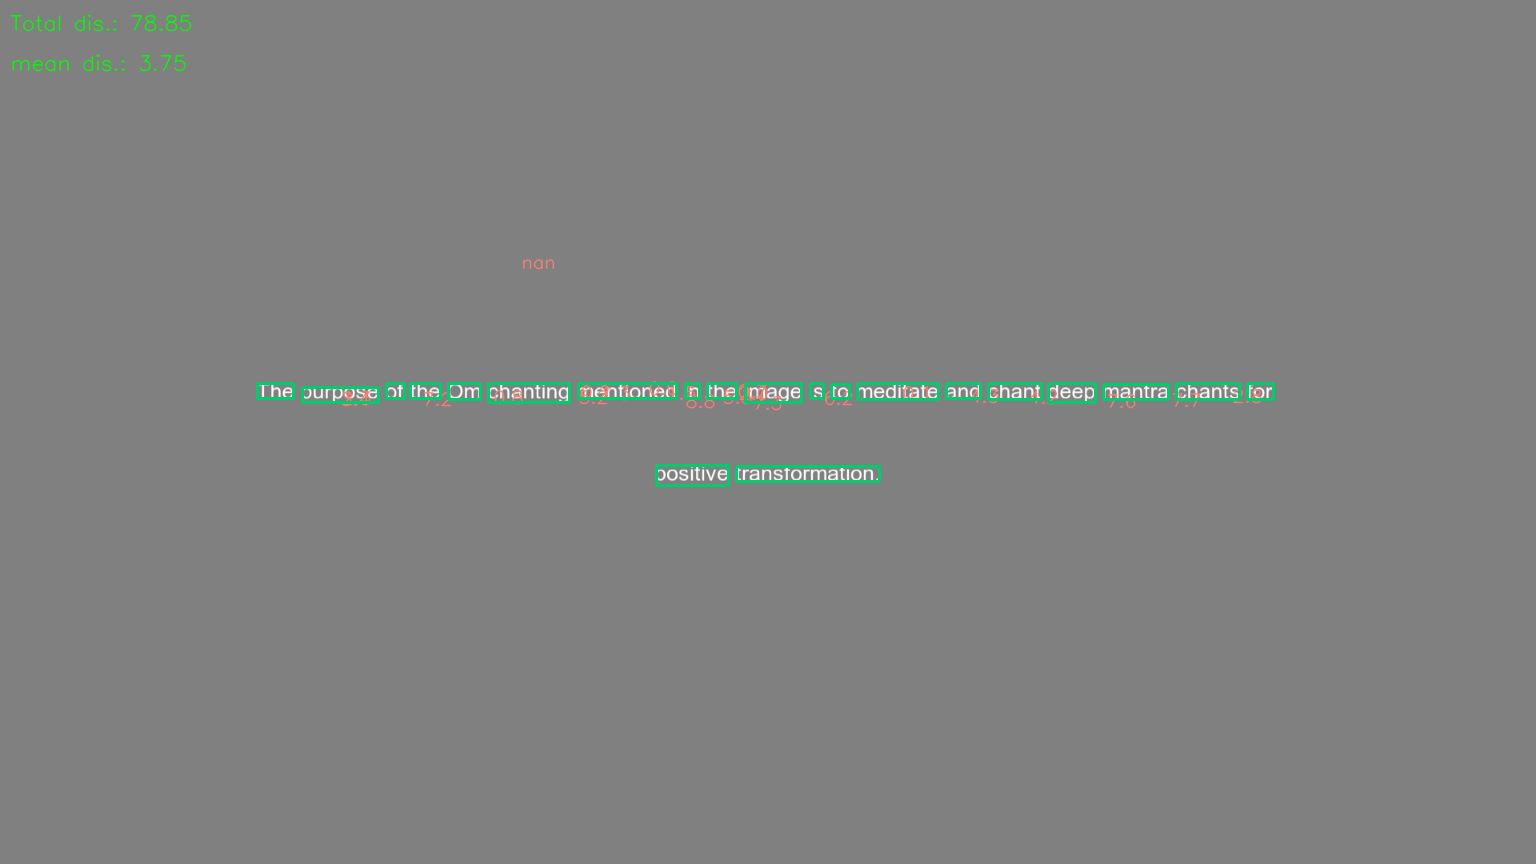 Total dis.: 78.85
mean dis.: 3.75
nan
The purpose of the Om chanting mentioned in the image is to meditate and chant deep mantra chants for
positive transformation.